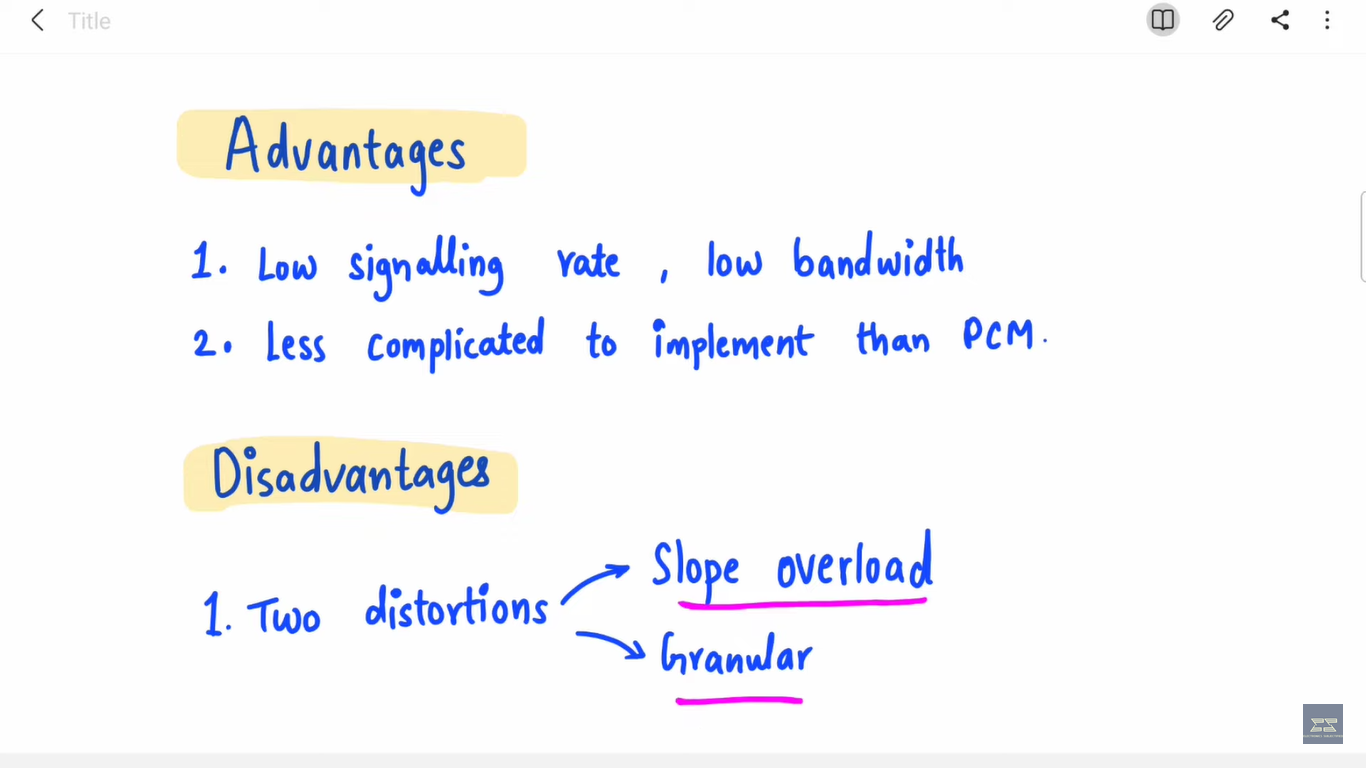 Title
Advantages
1. Low signalling rate , low bandwidth
2. Less complicated to implement than PCM.
Disadvantages
1. Two distortions
Slope overload
Granular